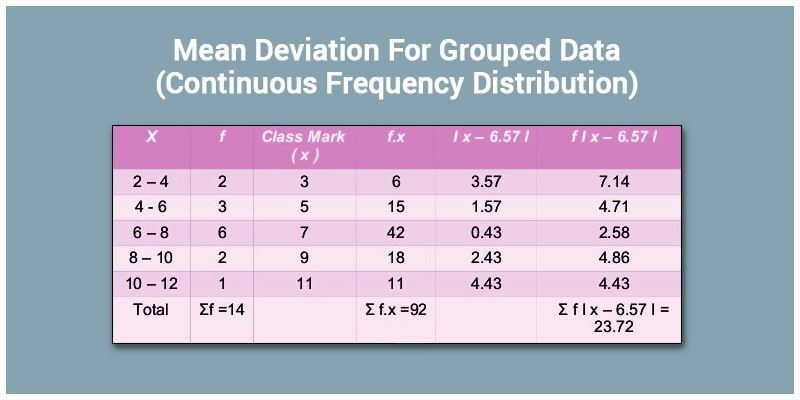 Mean Deviation For Grouped Data
(Continuous Frequency Distribution)
X f Class Mark ( x ) f.x I x – 6.57 I f I x – 6.57 I
2 – 4 2 3 6 3.57 7.14
4 - 6 3 5 15 1.57 4.71
6 – 8 6 7 42 0.43 2.58
8 – 10 2 9 18 2.43 4.86
10 – 12 1 11 11 4.43 4.43
Total Σf =14 Σ f.x =92 Σ f I x – 6.57 I =
23.72